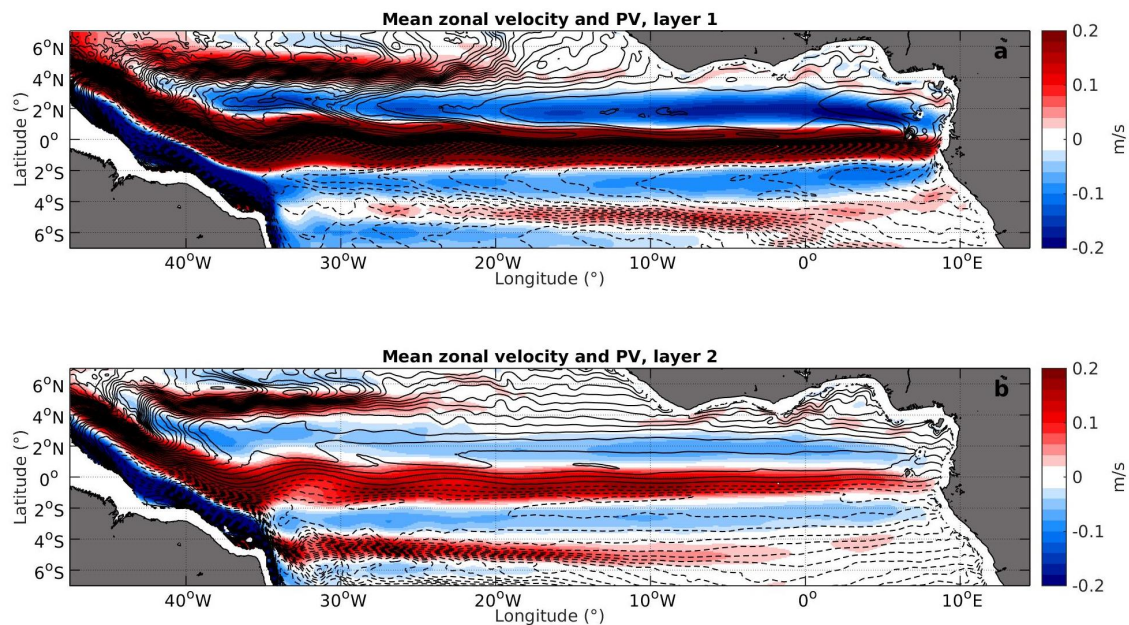 Mean zonal velocity and PV, layer 1
a
Latitude (°)
6°N
4°N
2°N
0°
2°S
4°S
6°S
40°W 30°W 20°W 10°W 0° 10°E
Longitude (°)
0.2
0.1
0
-0.1
-0.2
m/s
Mean zonal velocity and PV, layer 2
b
Latitude (°)
6°N
4°N
2°N
0°
2°S
4°S
6°S
40°W 30°W 20°W 10°W 0° 10°E
Longitude (°)
0.2
0.1
0
-0.1
-0.2
m/s